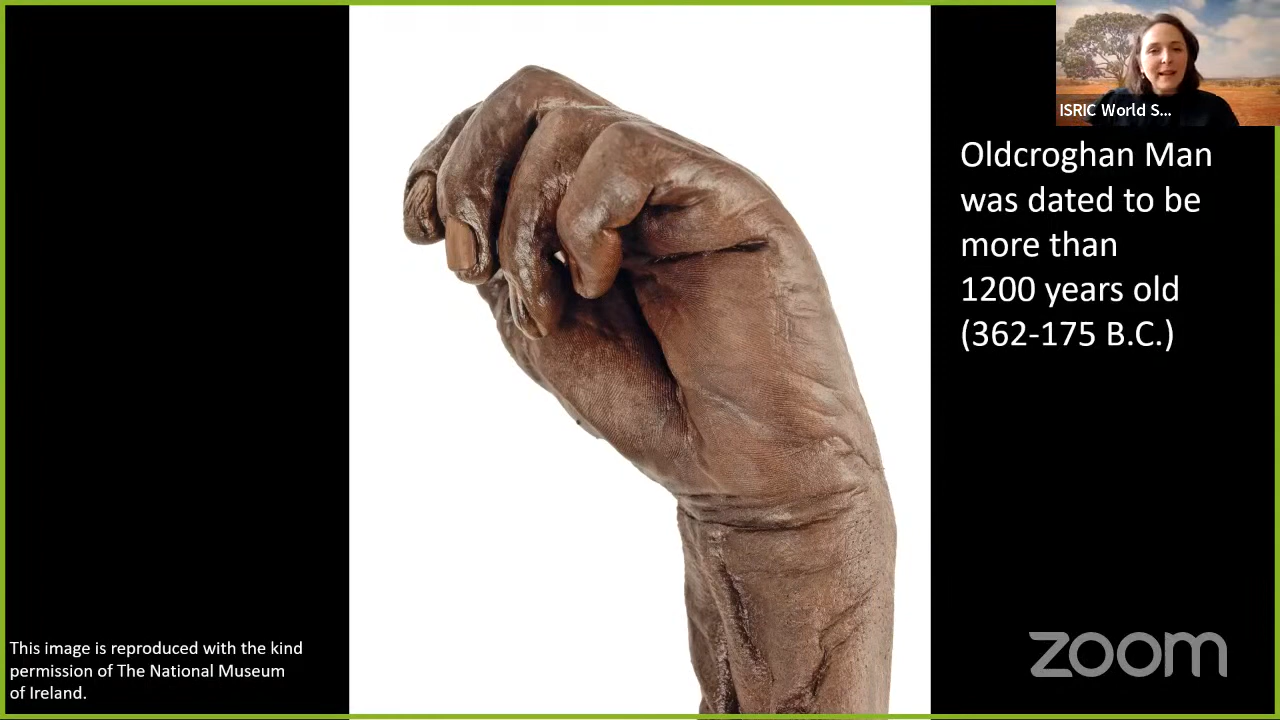 ISRIC World S...
Oldcroghan Man
was dated to be
more than
1200 years old
(362-175 B.C.)
This image is reproduced with the kind
permission of The National Museum
of Ireland.
zoom